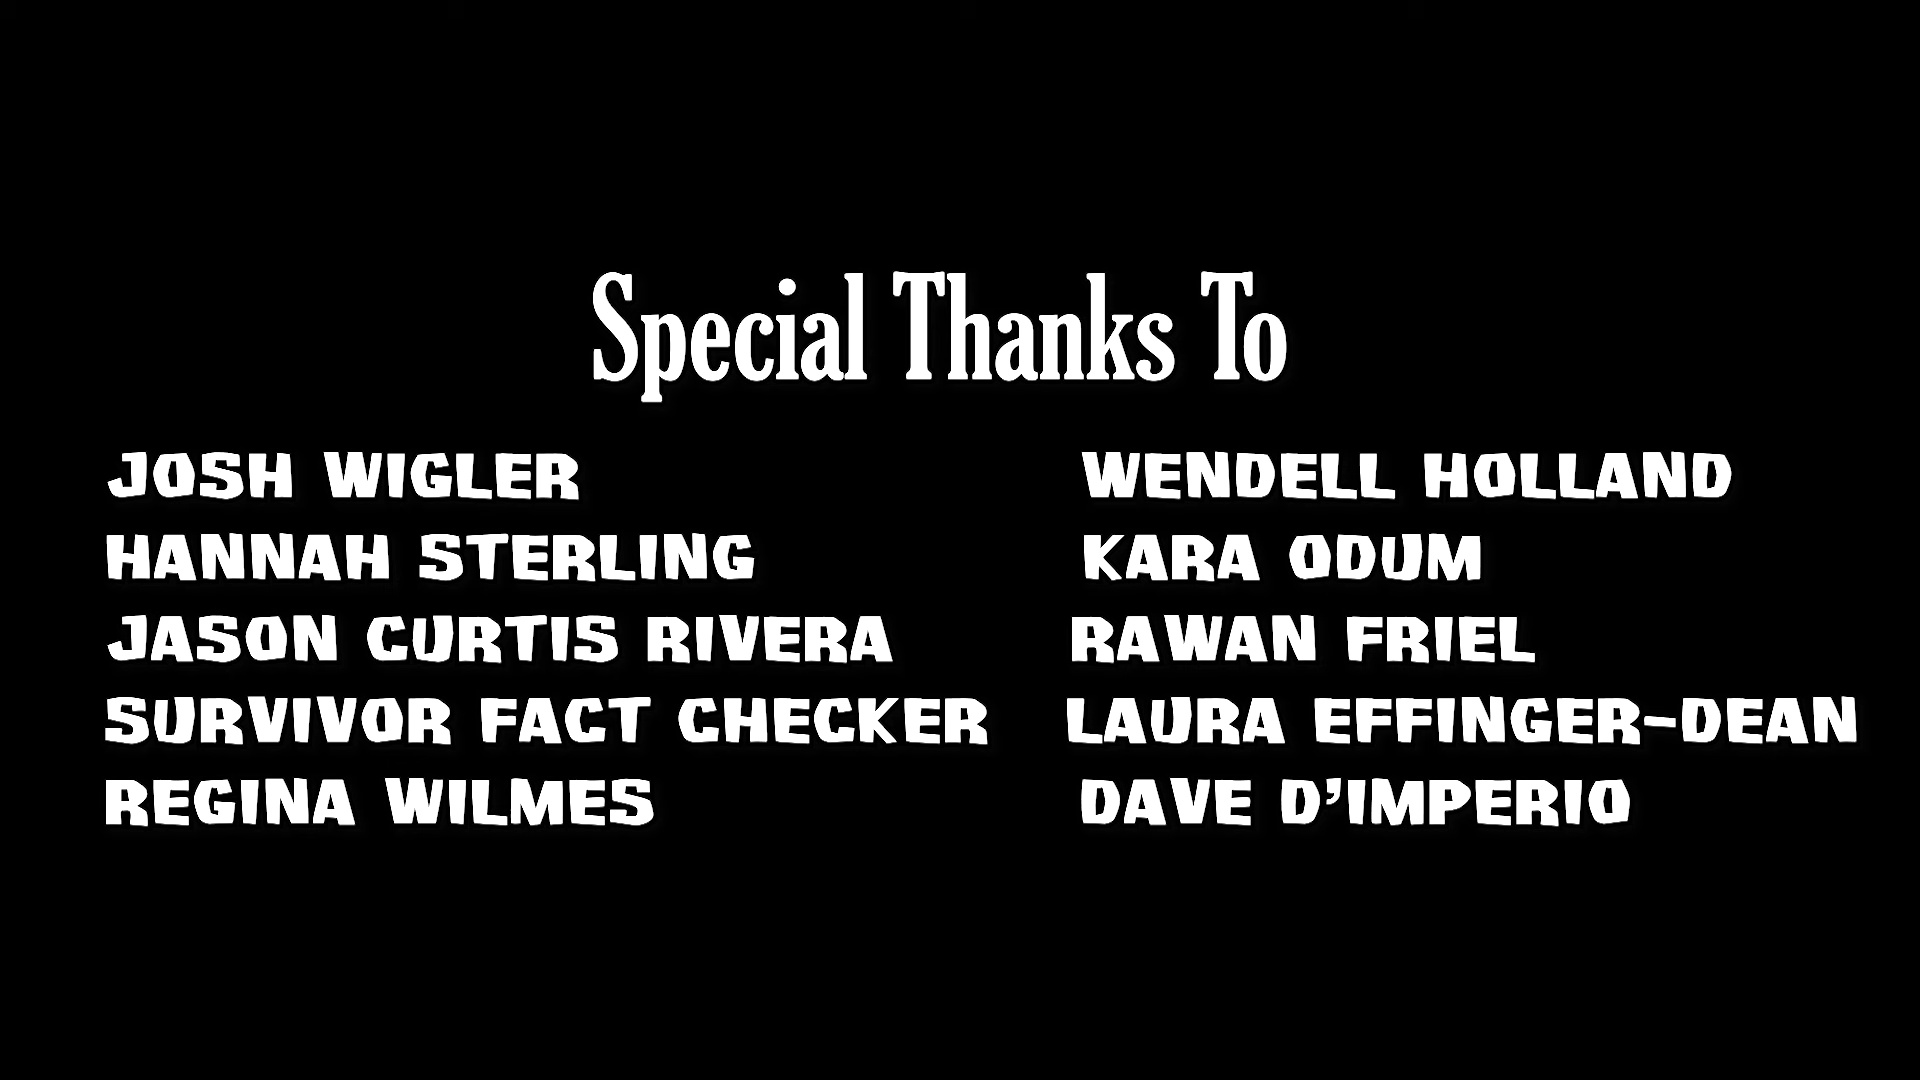 Special Thanks To
JOSH WIGLER
HANNAH STERLING
JASON CURTIS RIVERA
SURVIVOR FACT CHECKER
REGINA WILMES
WENDELL HOLLAND
KARA ODUM
RAWAN FRIEL
LAURA EFFINGER-DEAN
DAVE D’IMPERIO